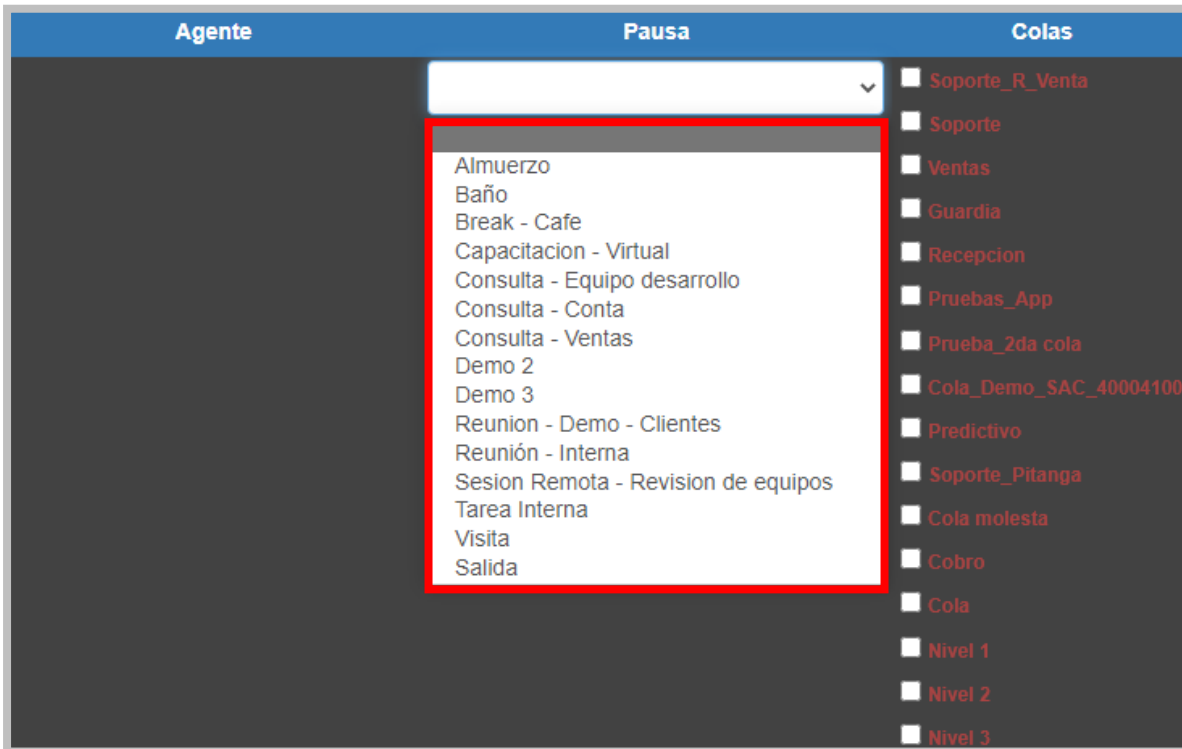 Agente Pausa Colas
Almuerzo
Baño
Break - Cafe
Capacitacion - Virtual
Consulta - Equipo desarrollo
Consulta - Conta
Consulta - Ventas
Demo 2
Demo 3
Reunion - Demo - Clientes
Reunión - Interna
Sesion Remota - Revision de equipos
Tarea Interna
Visita
Salida
Soporte_R_Venta
Soporte
Ventas
Guardia
Recepcion
Pruebas_App
Prueba_2da cola
Cola_Demo_SAC_40004100
Predictivo
Soporte_Pitanga
Cola molesta
Cobro
Cola
Nivel 1
Nivel 2
Nivel 3